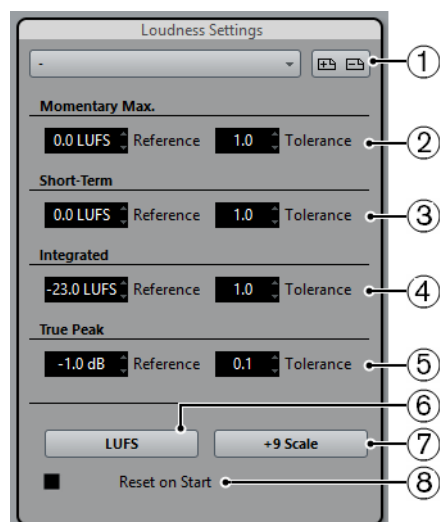 Loudness Settings
-
①
Momentary Max.
0.0 LUFS Reference 1.0 Tolerance ②
Short-Term
0.0 LUFS Reference 1.0 Tolerance ③
Integrated
-23.0 LUFS Reference 1.0 Tolerance ④
True Peak
-1.0 dB Reference 0.1 Tolerance ⑤
⑥
LUFS +9 Scale ⑦
Reset on Start ⑧